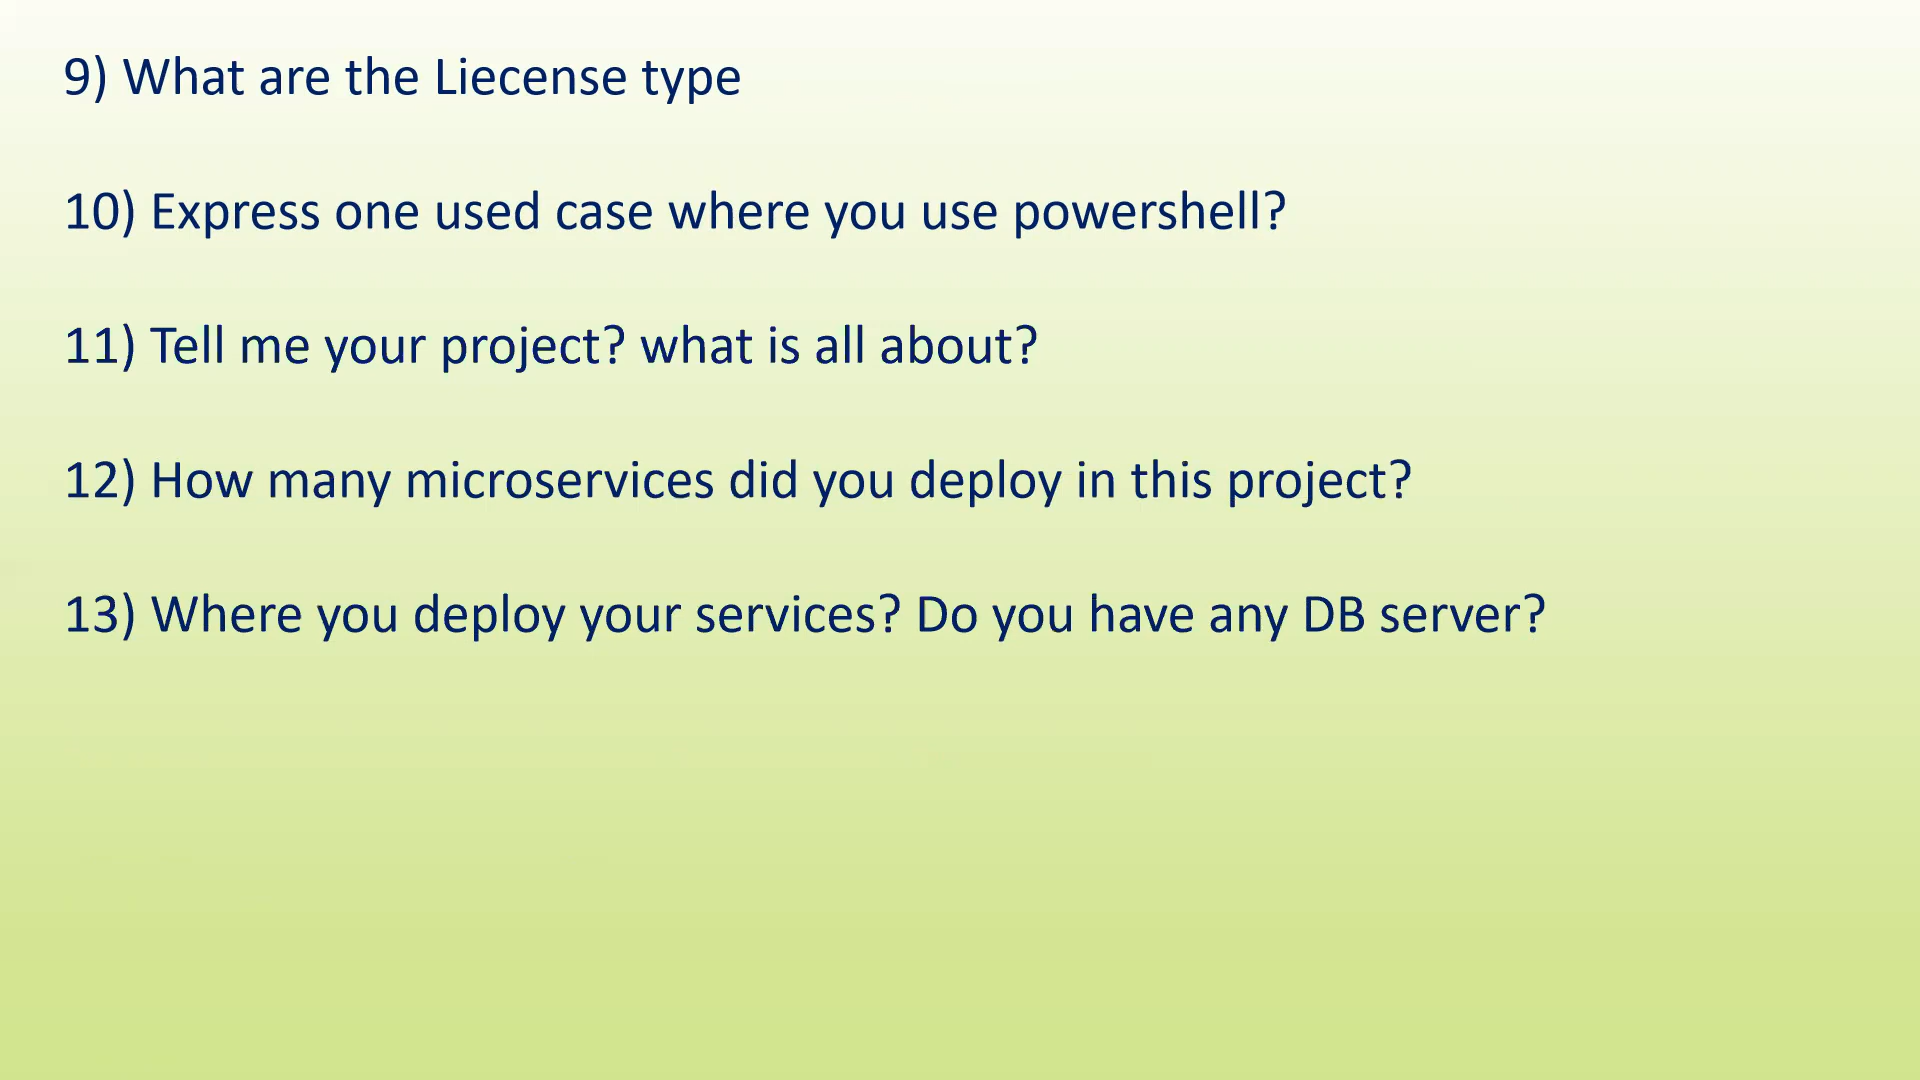 9) What are the Liecense type
10) Express one used case where you use powershell?
11) Tell me your project? what is all about?
12) How many microservices did you deploy in this project?
13) Where you deploy your services? Do you have any DB server?